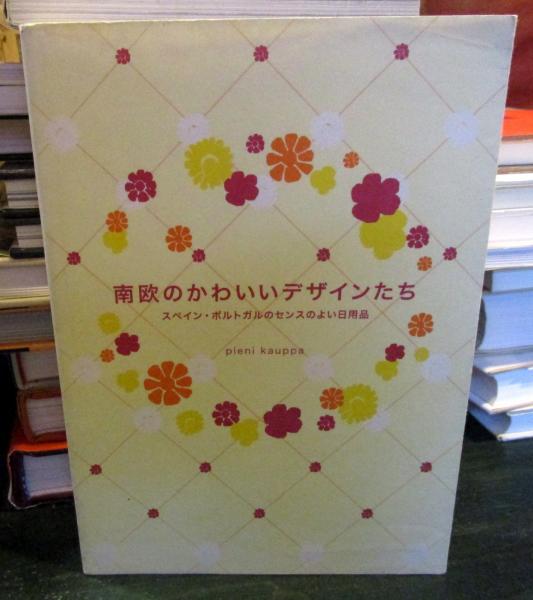 南欧のかわいいデザインたち
スペイン・ポルトガルのセンスのよい日用品
pieni kauppa